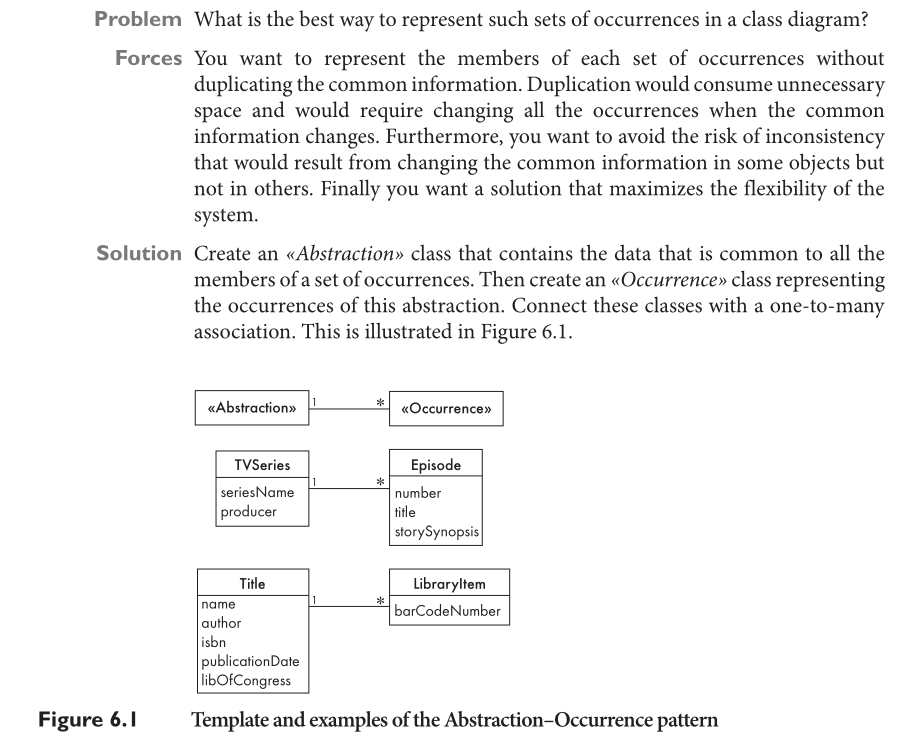 Problem What is the best way to represent such sets of occurrences in a class diagram?
Forces You want to represent the members of each set of occurrences without
duplicating the common information. Duplication would consume unnecessary
space and would require changing all the occurrences when the common
information changes. Furthermore, you want to avoid the risk of inconsistency
that would result from changing the common information in some objects but
not in others. Finally you want a solution that maximizes the flexibility of the
system.
Solution Create an «Abstraction» class that contains the data that is common to all the
members of a set of occurrences. Then create an «Occurrence» class representing
the occurrences of this abstraction. Connect these classes with a one-to-many
association. This is illustrated in Figure 6.1.
«Abstraction» 1 * «Occurrence»
TVSeries
seriesName
producer
1 *
Episode
number
title
storySynopsis
Title
name
author
isbn
publicationDate
libOfCongress
1 *
LibraryItem
barCodeNumber
Figure 6.1 Template and examples of the Abstraction–Occurrence pattern